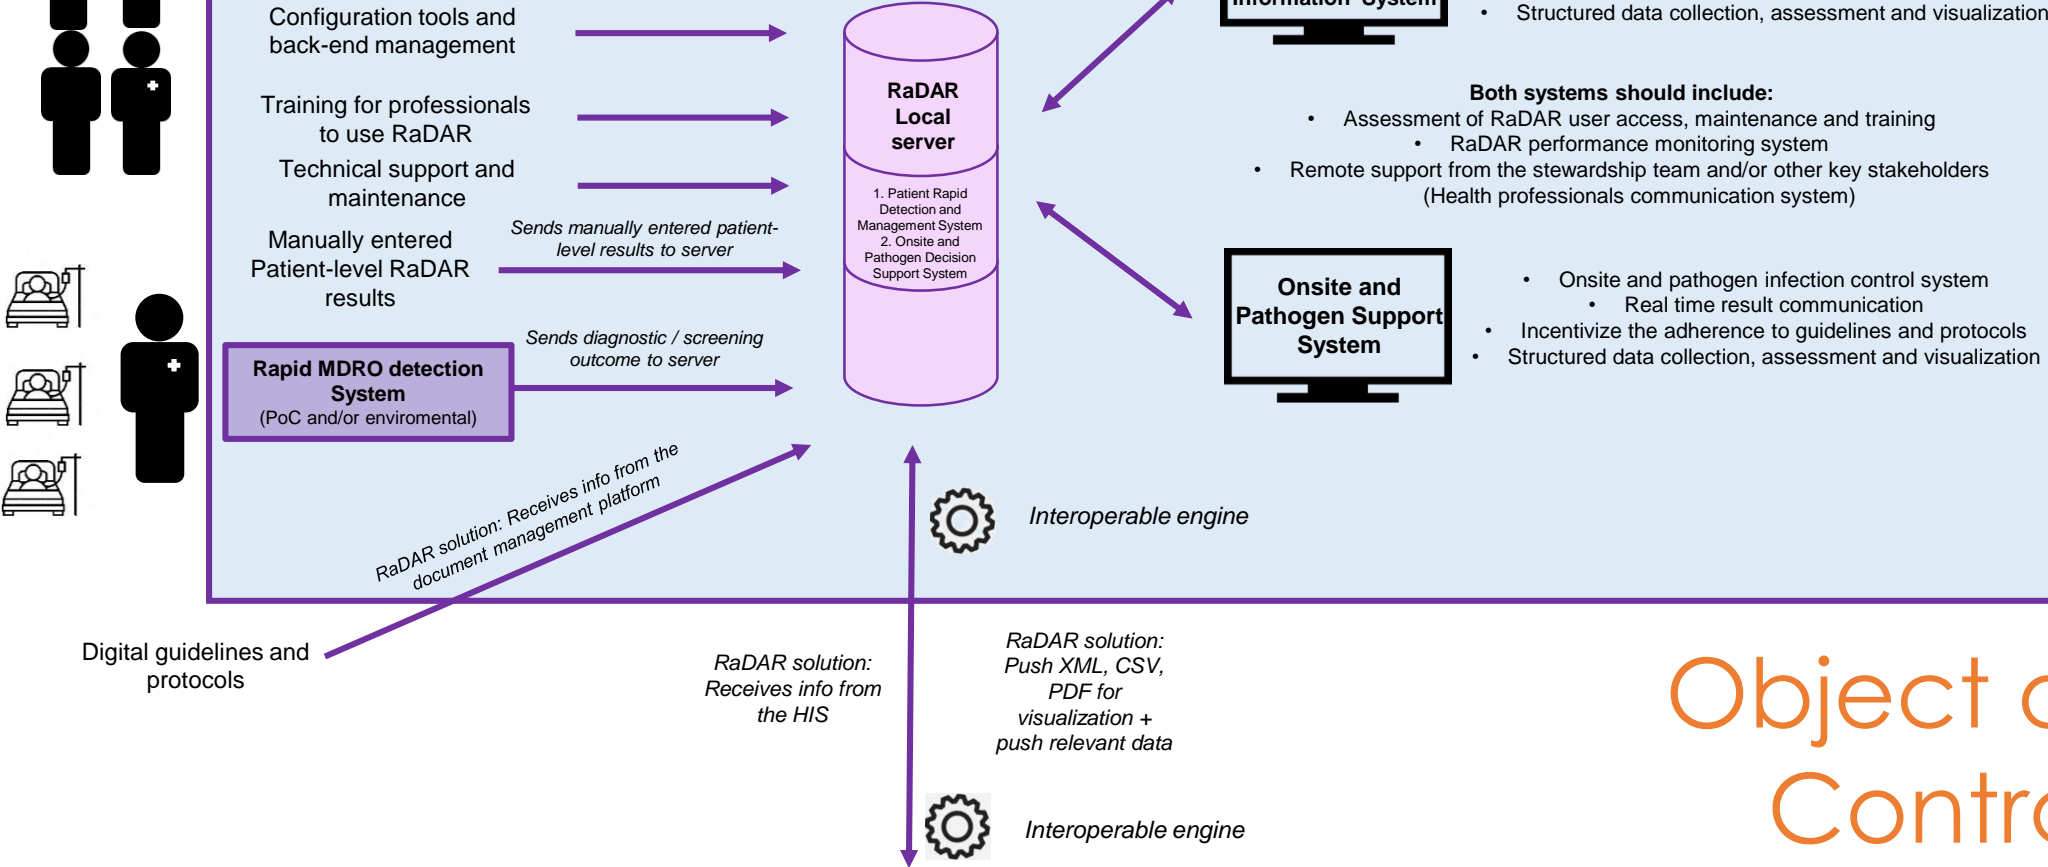 Configuration tools and
back-end management
Training for professionals
to use RaDAR
Technical support and
maintenance
Manually entered
Patient-level RaDAR
results
Sends manually entered patient-
level results to server
Rapid MDRO detection
System
(PoC and/or enviromental)
Sends diagnostic / screening
outcome to server
RaDAR
Local
server
1. Patient Rapid
Detection and
Management System
2. Onsite and
Pathogen Decision
Support System
Information System
• Structured data collection, assessment and visualization
Both systems should include:
• Assessment of RaDAR user access, maintenance and training
• RaDAR performance monitoring system
• Remote support from the stewardship team and/or other key stakeholders
(Health professionals communication system)
Onsite and
Pathogen Support
System
• Onsite and pathogen infection control system
• Real time result communication
• Incentivize the adherence to guidelines and protocols
• Structured data collection, assessment and visualization
RaDAR solution: Receives info from the
document management platform
Interoperable engine
Digital guidelines and
protocols
RaDAR solution:
Receives info from
the HIS
RaDAR solution:
Push XML, CSV,
PDF for
visualization +
push relevant data
Interoperable engine
Object